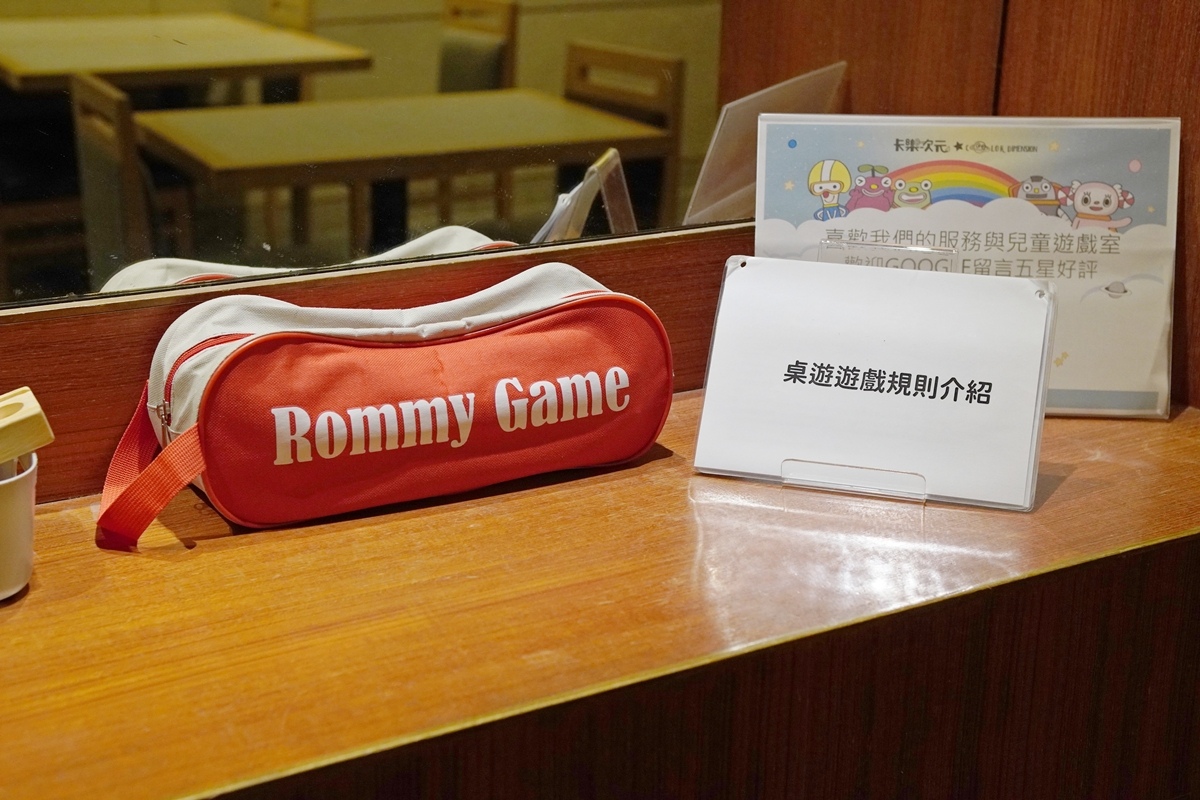 Rommy Game
桌遊遊戲規則介紹
卡樂次元 ★ COLOR DIMENSION
喜歡我們的服務與兒童遊戲室
歡迎GOOGLE留言五星好評